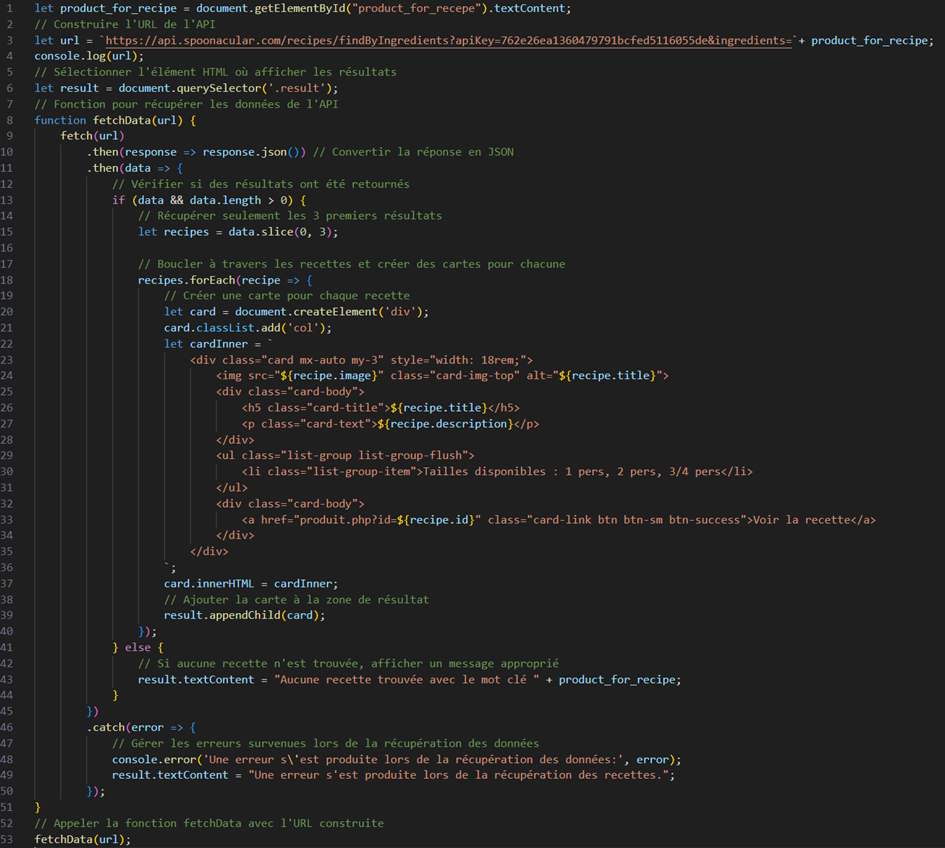 1 let product_for_recipe = document.getElementById("product_for_recepe").textContent;
2 // Construire l'URL de l'API
3 let url = `https://api.spoonacular.com/recipes/findByIngredients?apiKey=762e26ea1360479791bcfed5116055de&ingredients=`+ product_for_recipe;
4 console.log(url);
5 // Sélectionner l'élément HTML où afficher les résultats
6 let result = document.querySelector('.result');
7 // Fonction pour récupérer les données de l'API
8 function fetchData(url) {
9 fetch(url)
10 .then(response => response.json()) // Convertir la réponse en JSON
11 .then(data => {
12 // Vérifier si des résultats ont été retournés
13 if (data && data.length > 0) {
14 // Récupérer seulement les 3 premiers résultats
15 let recipes = data.slice(0, 3);
16
17 // Boucler à travers les recettes et créer des cartes pour chacune
18 recipes.forEach(recipe => {
19 // Créer une carte pour chaque recette
20 let card = document.createElement('div');
21 card.classList.add('col');
22 let cardInner = `
23 <div class="card mx-auto my-3" style="width: 18rem;">
24 <img src="${recipe.image}" class="card-img-top" alt="${recipe.title}">
25 <div class="card-body">
26 <h5 class="card-title">${recipe.title}</h5>
27 <p class="card-text">${recipe.description}</p>
28 </div>
29 <ul class="list-group list-group-flush">
30 <li class="list-group-item">Tailles disponibles : 1 pers, 2 pers, 3/4 pers</li>
31 </ul>
32 <div class="card-body">
33 <a href="produit.php?id=${recipe.id}" class="card-link btn btn-sm btn-success">Voir la recette</a>
34 </div>
35 </div>
36 `;
37 card.innerHTML = cardInner;
38 // Ajouter la carte à la zone de résultat
39 result.appendChild(card);
40 });
41 } else {
42 // Si aucune recette n'est trouvée, afficher un message approprié
43 result.textContent = "Aucune recette trouvée avec le mot clé " + product_for_recipe;
44 }
45 })
46 .catch(error => {
47 // Gérer les erreurs survenues lors de la récupération des données
48 console.error('Une erreur s\'est produite lors de la récupération des données:', error);
49 result.textContent = "Une erreur s'est produite lors de la récupération des recettes.";
50 });
51 }
52 // Appeler la fonction fetchData avec l'URL construite
53 fetchData(url);